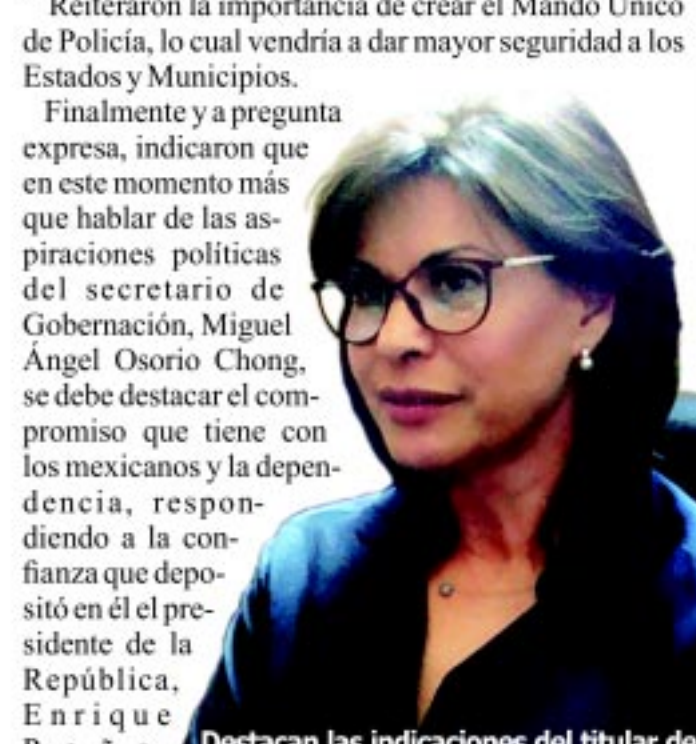 Reiteraron la importancia de crear el Mando Único
de Policía, lo cual vendría a dar mayor seguridad a los
Estados y Municipios.
Finalmente y a pregunta
expresa, indicaron que
en este momento más
que hablar de las as-
piraciones políticas
del secretario de
Gobernación, Miguel
Ángel Osorio Chong,
se debe destacar el com-
promiso que tiene con
los mexicanos y la depen-
dencia, respon-
diendo a la con-
fianza que depo-
sitó en él el pre-
sidente de la
República,
Enrique
Destacan las indicaciones del titular de